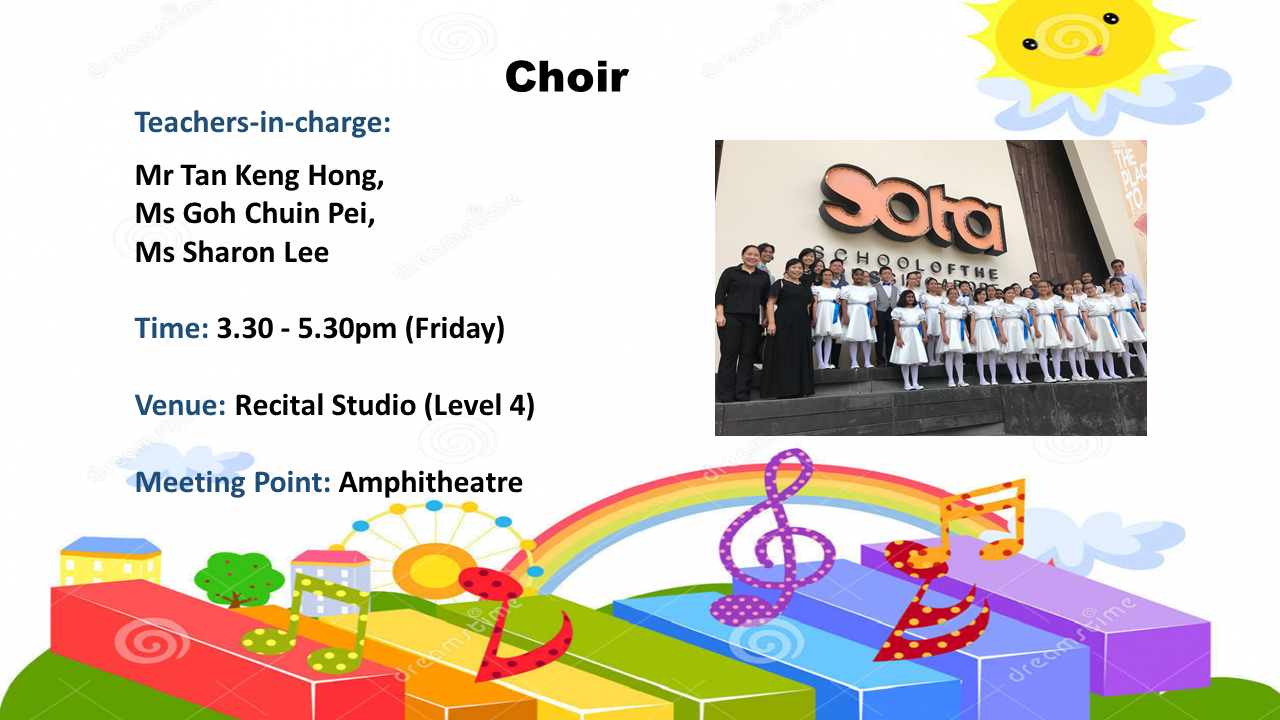 Choir
Teachers-in-charge:
Mr Tan Keng Hong,
Ms Goh Chuin Pei,
Ms Sharon Lee
Time: 3.30 - 5.30pm (Friday)
Venue: Recital Studio (Level 4)
Meeting Point: Amphitheatre
sota
SCHOOL OF THE
SOTA
THE
PLACE
TO
dreamstime
dreamstime
dreamstime
dreamstime
dreamstime